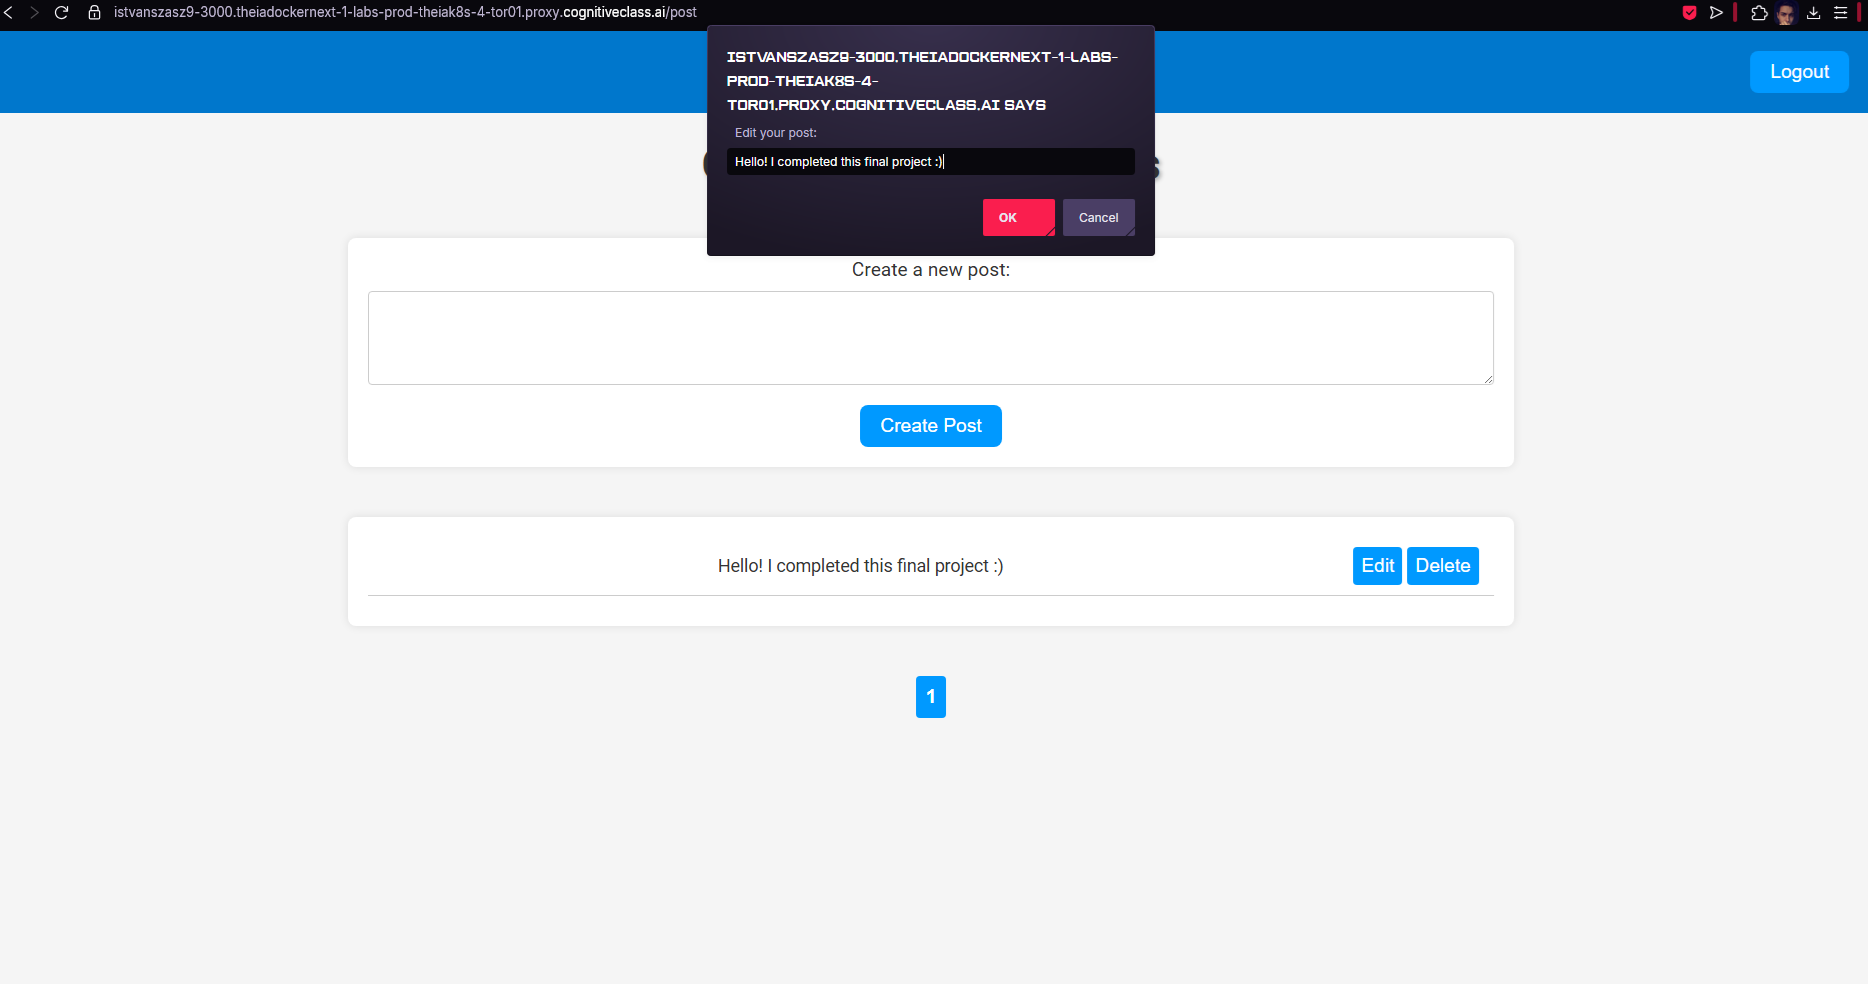 istvanszasz9-3000.theiadockernext-1-labs-prod-theiak8s-4-tor01.proxy.cognitiveclass.ai/post
Logout
ISTVANSZASZ9-3000.THEIADOCKERNEXT-1-LABS-
PROD-THEIAK8S-4-
TOR01.PROXY.COGNITIVECLASS.AI SAYS
Edit your post:
Hello! I completed this final project :)
OK
Cancel
Create a new post:
Create Post
Hello! I completed this final project :)
Edit
Delete
1